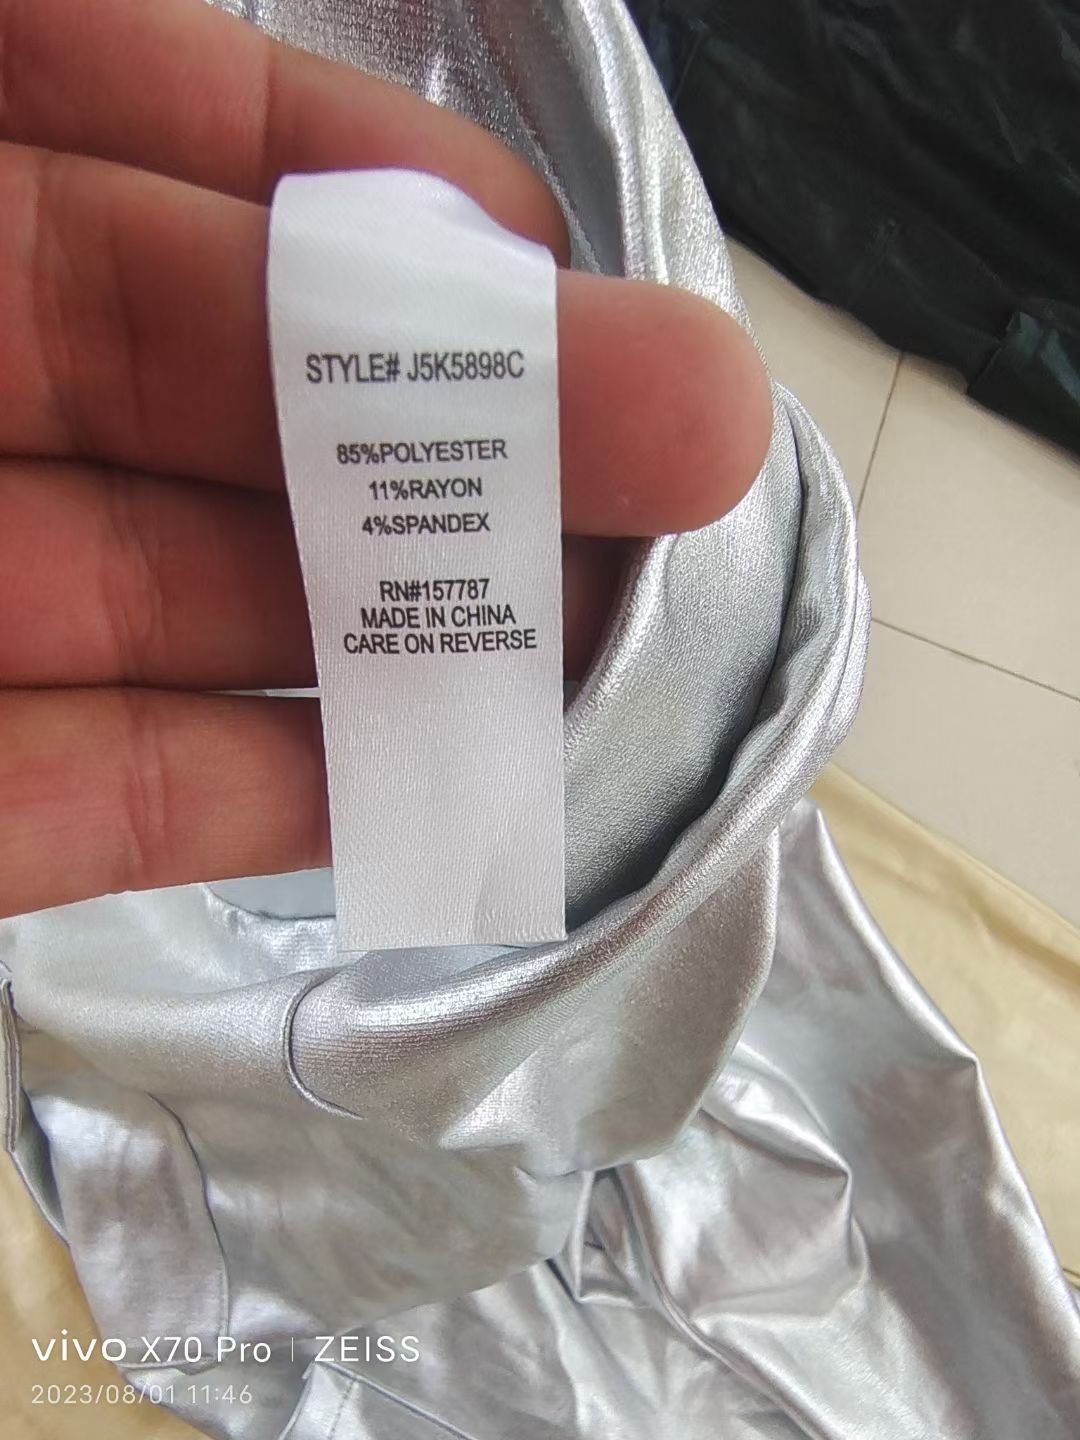 STYLE# J5K5898C
85%POLYESTER
11%RAYON
4%SPANDEX
RN#157787
MADE IN CHINA
CARE ON REVERSE
vivo X70 Pro | ZEISS
2023/08/01 11:46